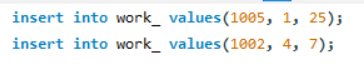 insert into work_ values(1005, 1, 25);
insert into work_ values(1002, 4, 7);